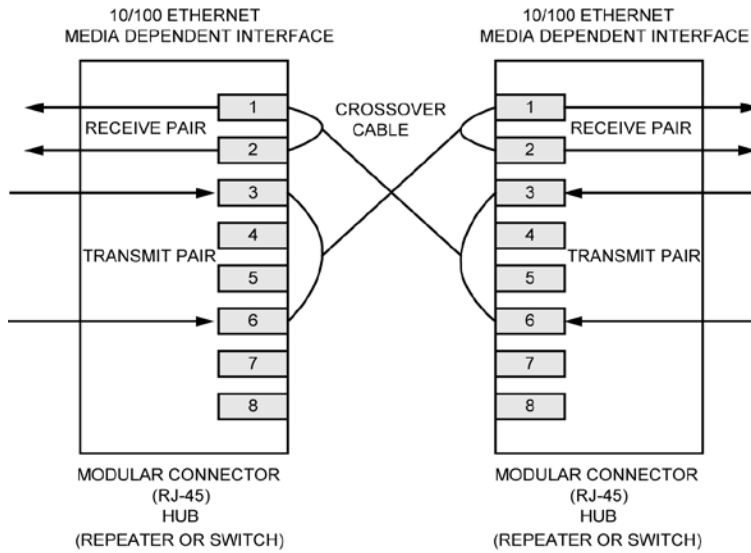 10/100 ETHERNET
MEDIA DEPENDENT INTERFACE
10/100 ETHERNET
MEDIA DEPENDENT INTERFACE
1
RECEIVE PAIR
2
3
4
TRANSMIT PAIR
5
6
7
8
CROSSOVER
CABLE
1
RECEIVE PAIR
2
3
4
TRANSMIT PAIR
5
6
7
8
MODULAR CONNECTOR
(RJ-45)
HUB
(REPEATER OR SWITCH)
MODULAR CONNECTOR
(RJ-45)
HUB
(REPEATER OR SWITCH)